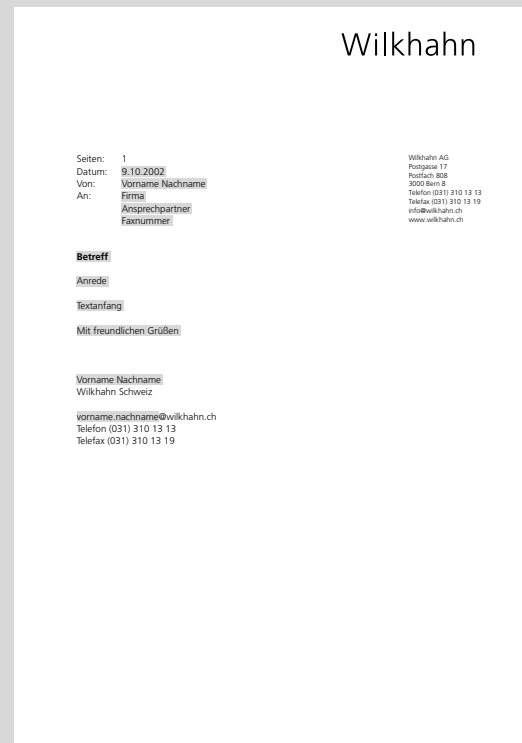 Wilkhahn
Seiten: 1
Datum: 9.10.2002
Von: Vorname Nachname
An: Firma
Ansprechpartner
Faxnummer
Wilkhahn AG
Postgasse 17
Postfach 808
3000 Bern 8
Telefon (031) 310 13 13
Telefax (031) 310 13 19
info@wilkhahn.ch
www.wilkhahn.ch
Betreff
Anrede
Textanfang
Mit freundlichen Grüßen
Vorname Nachname
Wilkhahn Schweiz
vorname.nachname@wilkhahn.ch
Telefon (031) 310 13 13
Telefax (031) 310 13 19